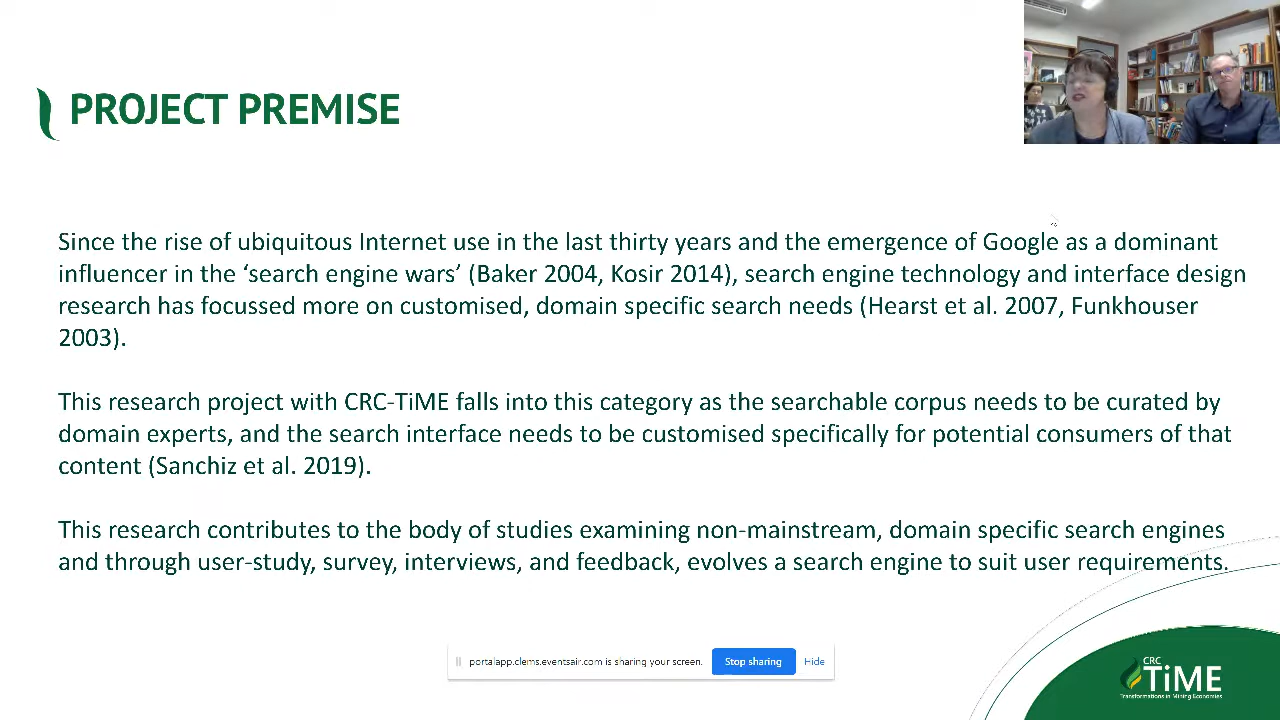 PROJECT PREMISE
Since the rise of ubiquitous Internet use in the last thirty years and the emergence of Google as a dominant
influencer in the ‘search engine wars’ (Baker 2004, Kosir 2014), search engine technology and interface design
research has focussed more on customised, domain specific search needs (Hearst et al. 2007, Funkhouser
2003).
This research project with CRC-TiME falls into this category as the searchable corpus needs to be curated by
domain experts, and the search interface needs to be customised specifically for potential consumers of that
content (Sanchiz et al. 2019).
This research contributes to the body of studies examining non-mainstream, domain specific search engines
and through user-study, survey, interviews, and feedback, evolves a search engine to suit user requirements.
portalapp.clems.eventsair.com is sharing your screen.
Stop sharing
Hide
CRC
TiME
Transformations in Mining Economies